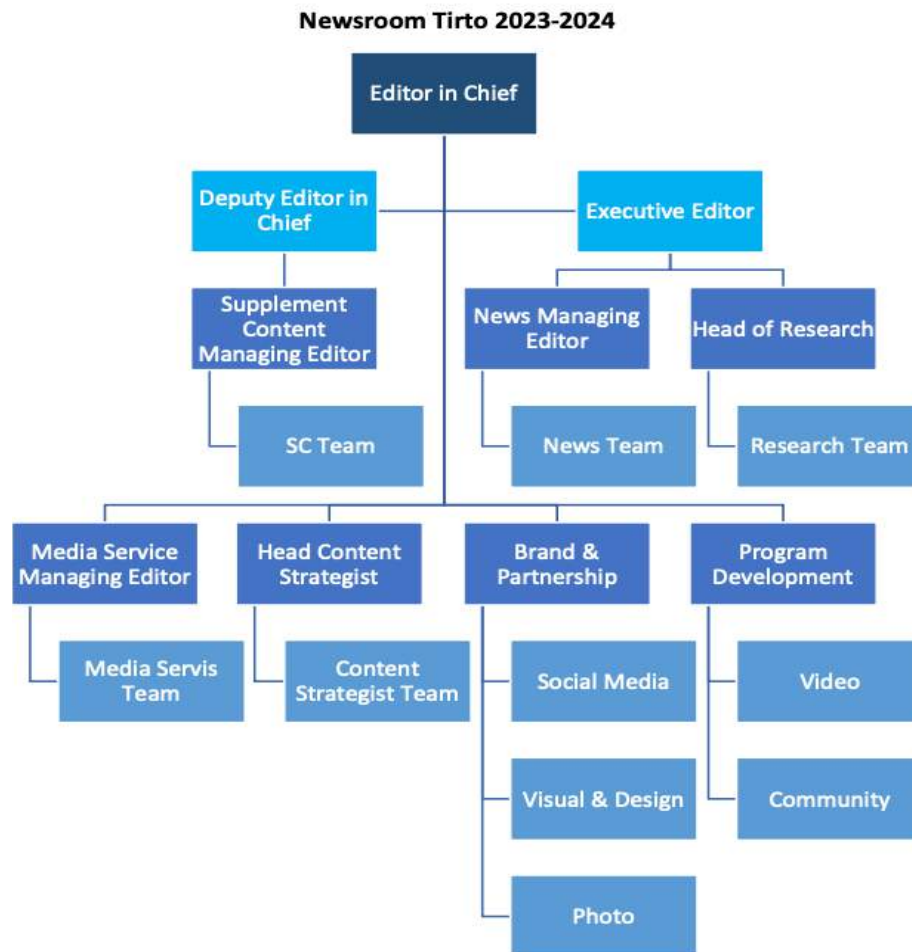 Newsroom Tirto 2023-2024
Editor in Chief
Deputy Editor in
Chief
Executive Editor
Supplement
Content
Managing Editor
News Managing
Editor
Head of Research
SC Team
News Team
Research Team
Media Service
Managing Editor
Head Content
Strategist
Brand &
Partnership
Program
Development
Media Servis
Team
Content
Strategist Team
Social Media
Video
Visual & Design
Community
Photo